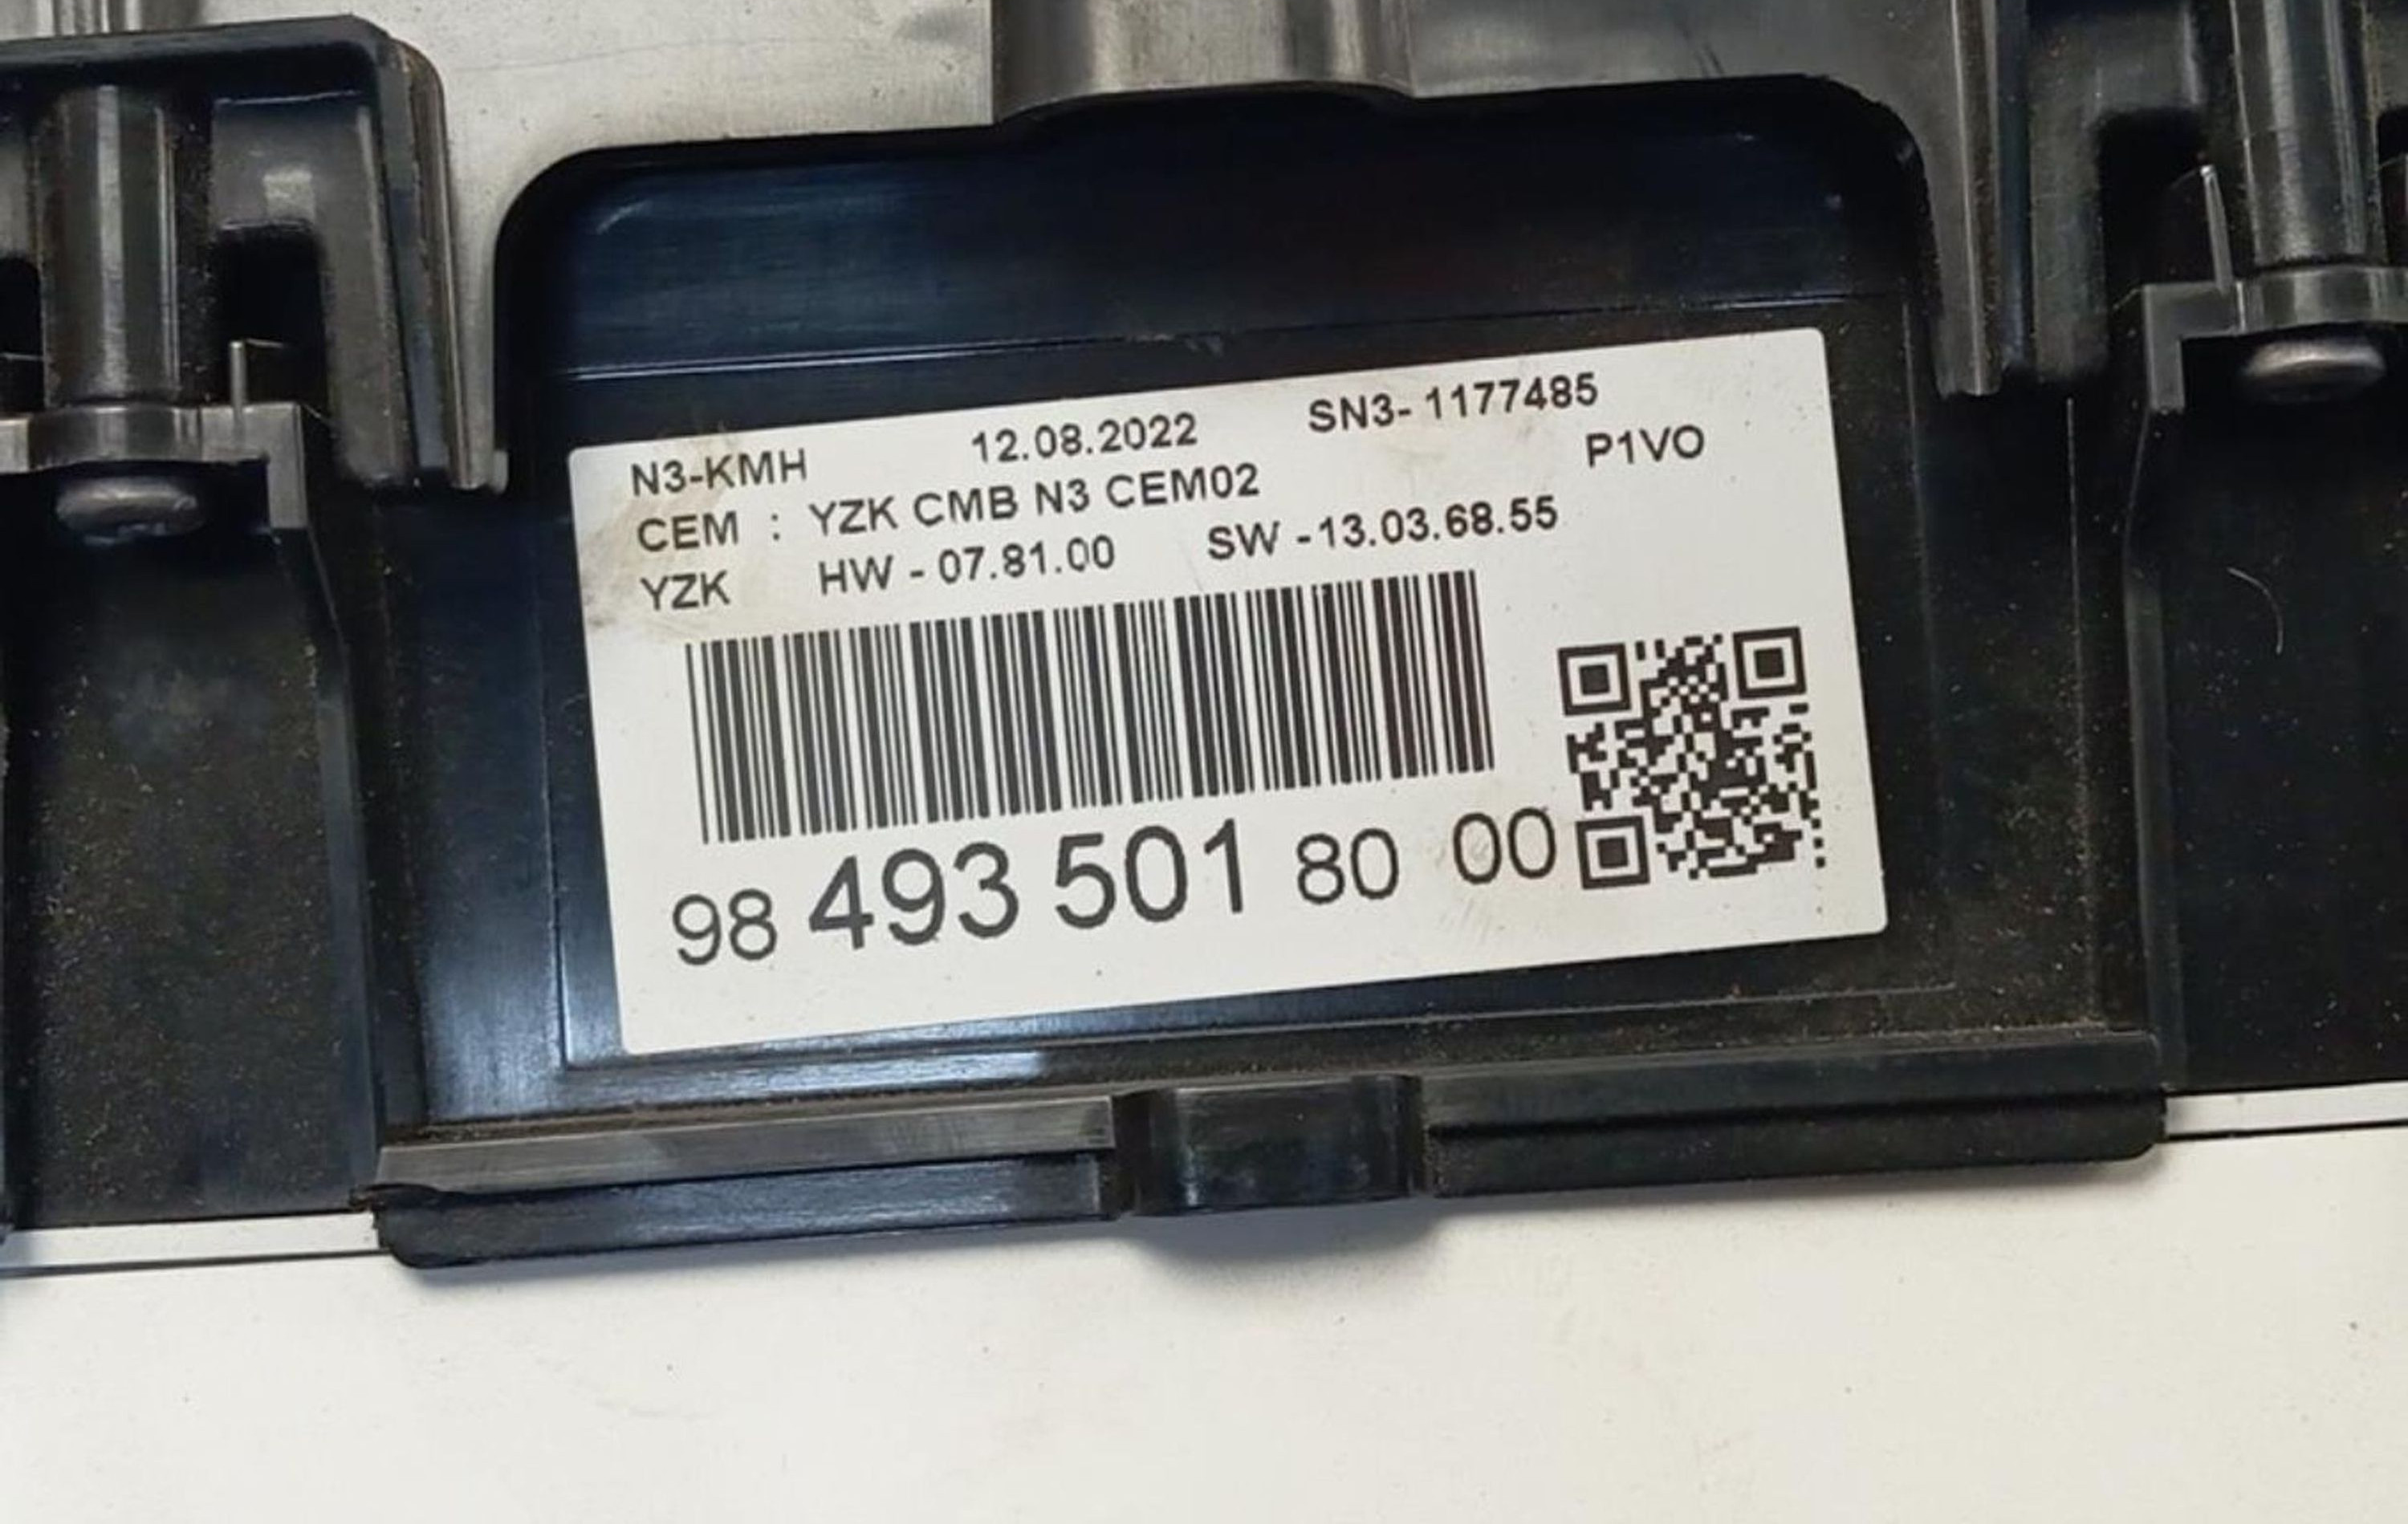 N3-KMH 12.08.2022 SN3- 1177485
CEM : YZK CMB N3 CEM02 P1VO
YZK HW - 07.81.00 SW -13.03.68.55
98 493 501 80 00